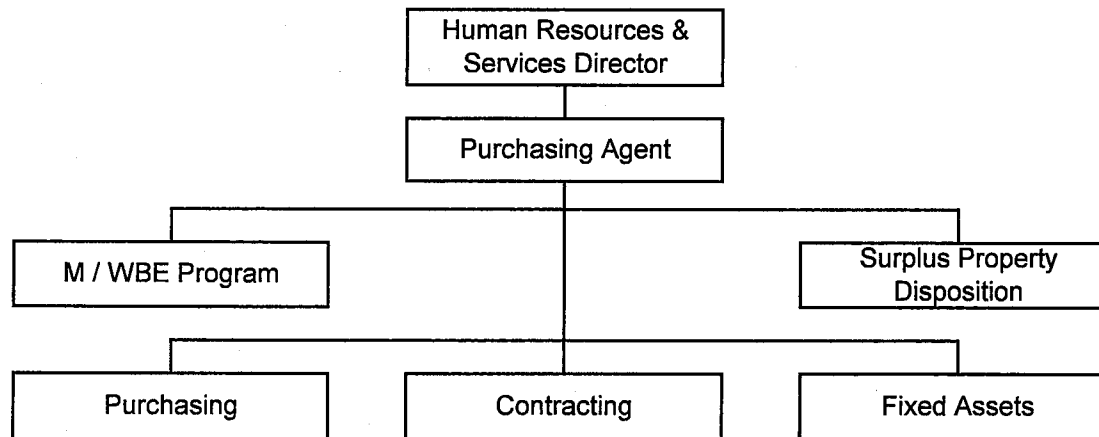 Human Resources &
Services Director
Purchasing Agent
M / WBE Program
Surplus Property
Disposition
Purchasing
Contracting
Fixed Assets